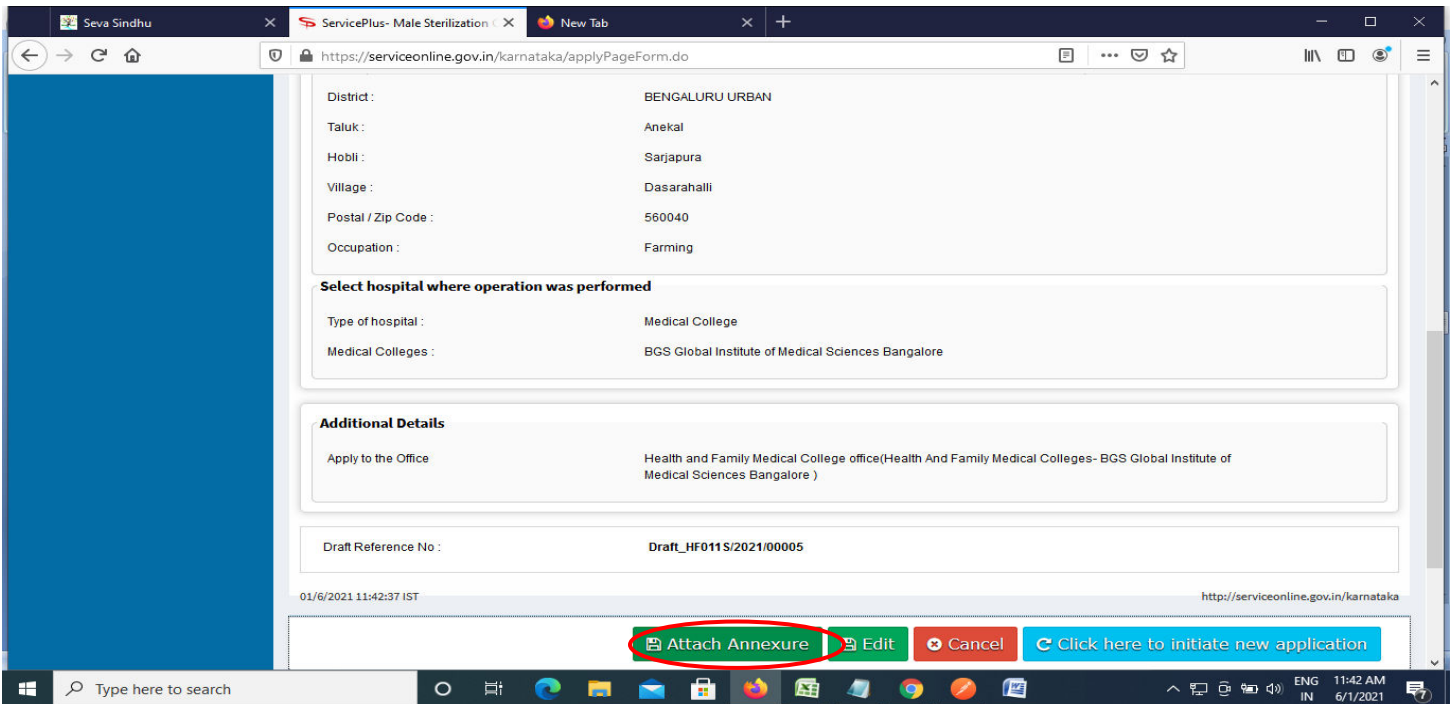 Seva Sindhu
ServicePlus- Male Sterilization C
New Tab
https://serviceonline.gov.in/karnataka/applyPageForm.do
District : BENGALURU URBAN
Taluk : Anekal
Hobli : Sarjapura
Village : Dasarahalli
Postal / Zip Code : 560040
Occupation : Farming
Select hospital where operation was performed
Type of hospital : Medical College
Medical Colleges : BGS Global Institute of Medical Sciences Bangalore
Additional Details
Apply to the Office Health and Family Medical College office(Health And Family Medical Colleges- BGS Global Institute of
Medical Sciences Bangalore )
Draft Reference No : Draft_HF011S/2021/00005
01/6/2021 11:42:37 IST http://serviceonline.gov.in/karnataka
Attach Annexure Edit Cancel Click here to initiate new application
Type here to search
ENG 11:42 AM
IN 6/1/2021
7